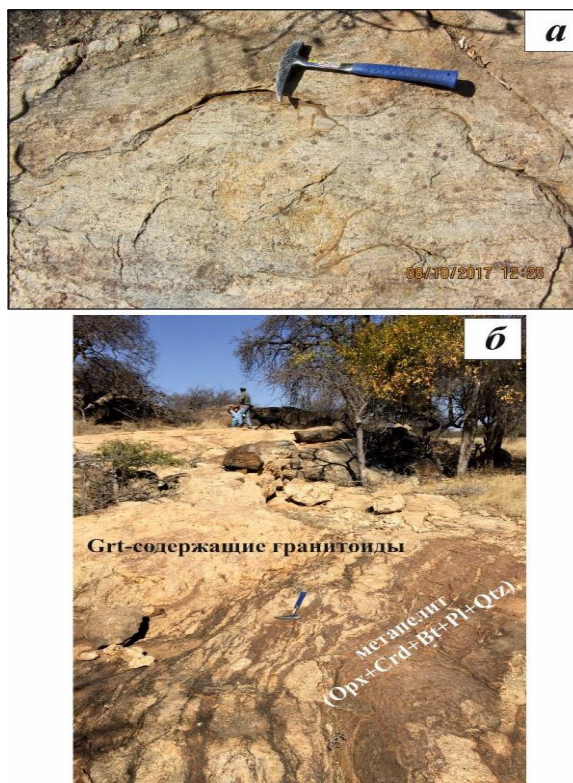 а
08/10/2017 12:25
б
Grt-содержащие гранитоиды
метапелит
(Opx+Crd+Bt+Pl+Qtz)